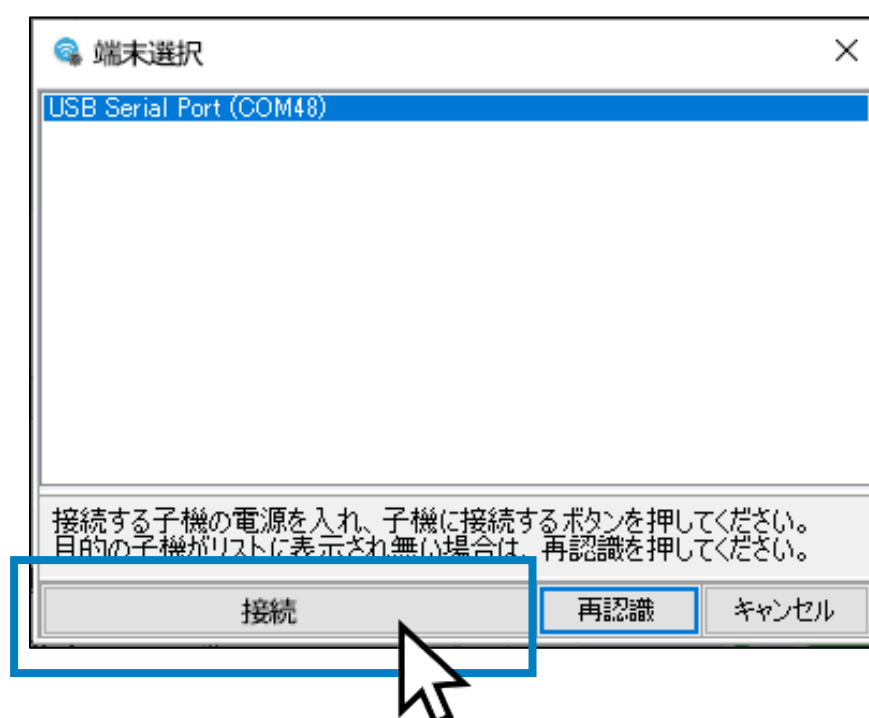 端末選択
USB Serial Port (COM48)
接続する子機の電源を入れ、子機に接続するボタンを押してください。
目的の子機がリストに表示され無い場合は、再認識を押してください。
接続 再認識 キャンセル